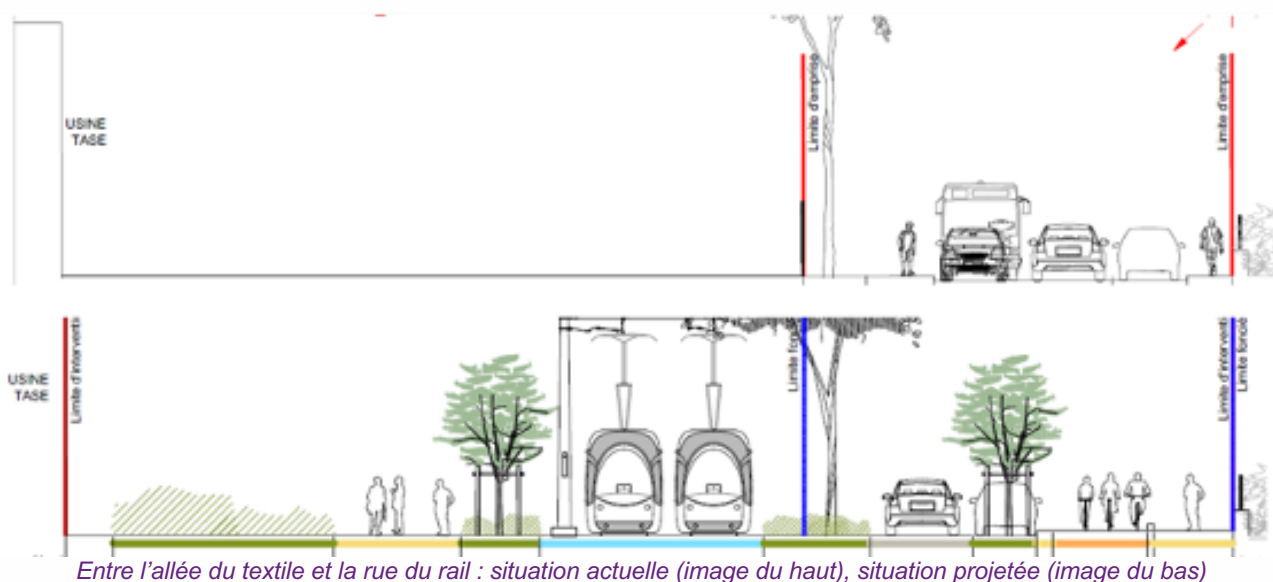 USINE
TASE
Limite d'emprise
Limite d'emprise
USINE
TASE
Limite d'interventi
Limite fon
Limite d'interventi
Limite foncié
Entre l'allée du textile et la rue du rail : situation actuelle (image du haut), situation projetée (image du bas)